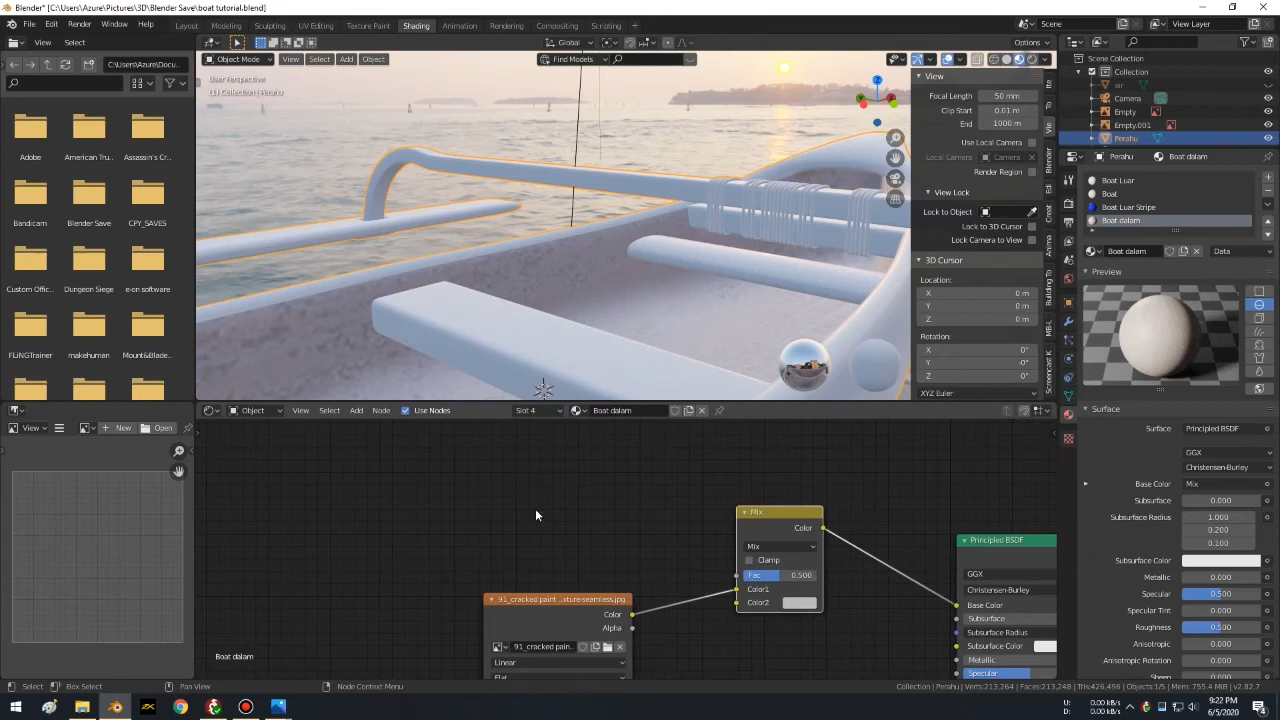 Blender* [C:\Users\Azure\Pictures\3D\Blender Save\boat tutorial.blend]
File Edit Render Window Help Layout Modeling Sculpting UV Editing Texture Paint Shading Animation Rendering Compositing Scripting Scene View Layer
View Select Global Find Models Options
C:\Users\Azure\Docu... Object Mode View Select Add Object
User Perspective
(1) Collection | Perahu
Adobe American Tru... Assassin's Cr...
Bandicam Blender Save CPY_SAVES
Custom Offic... Dungeon Siege e-on software
FLiNGTrainer makehuman Mount&Blade...
View
Focal Length 50 mm
Clip Start 0.01 m
End 1000 m
Use Local Camera
Local Camera Camera
Render Region
View Lock
Lock to Object
Lock to 3D Cursor
Lock Camera to View
3D Cursor
Location:
X 0 m
Y 0 m
Z 0 m
Rotation:
X 0°
Y -0°
Z 0°
XYZ Euler
Scene Collection
Collection
air
Camera
Empty
Empty.001
Perahu
Perahu Boat dalam
Boat Luar
Boat
Boat Luar Stripe
Boat dalam
Boat dalam Data
Preview
Surface
Surface Principled BSDF
GGX
Christensen-Burley
Base Color Mix
Subsurface 0.000
Subsurface Radius 1.000
0.200
0.100
Subsurface Color
Metallic 0.000
Specular 0.500
Specular Tint 0.000
Roughness 0.500
Anisotropic 0.000
Anisotropic Rotation 0.000
Object View Select Add Node Use Nodes Slot 4 Boat dalam
View New Open
Mix
Color
Mix
Clamp
Fac 0.500
Color1
Color2
91_cracked paint ..xture-seamless.jpg
Color
Alpha
91_cracked pain..
Linear
Flat
Principled BSDF
GGX
Christensen-Burley
Base Color
Subsurface
Subsurface Radius
Subsurface Color
Metallic
Specular
Boat dalam
Select Box Select Pan View Node Context Menu Collection | Perahu | Verts:213,264 | Faces:213,248 | Tris:426,496 | Objects:1/5 | Mem: 755.4 MiB | v2.82.7
U: 0.00 kB/s
D: 0.00 kB/s
9:22 PM
6/5/2020